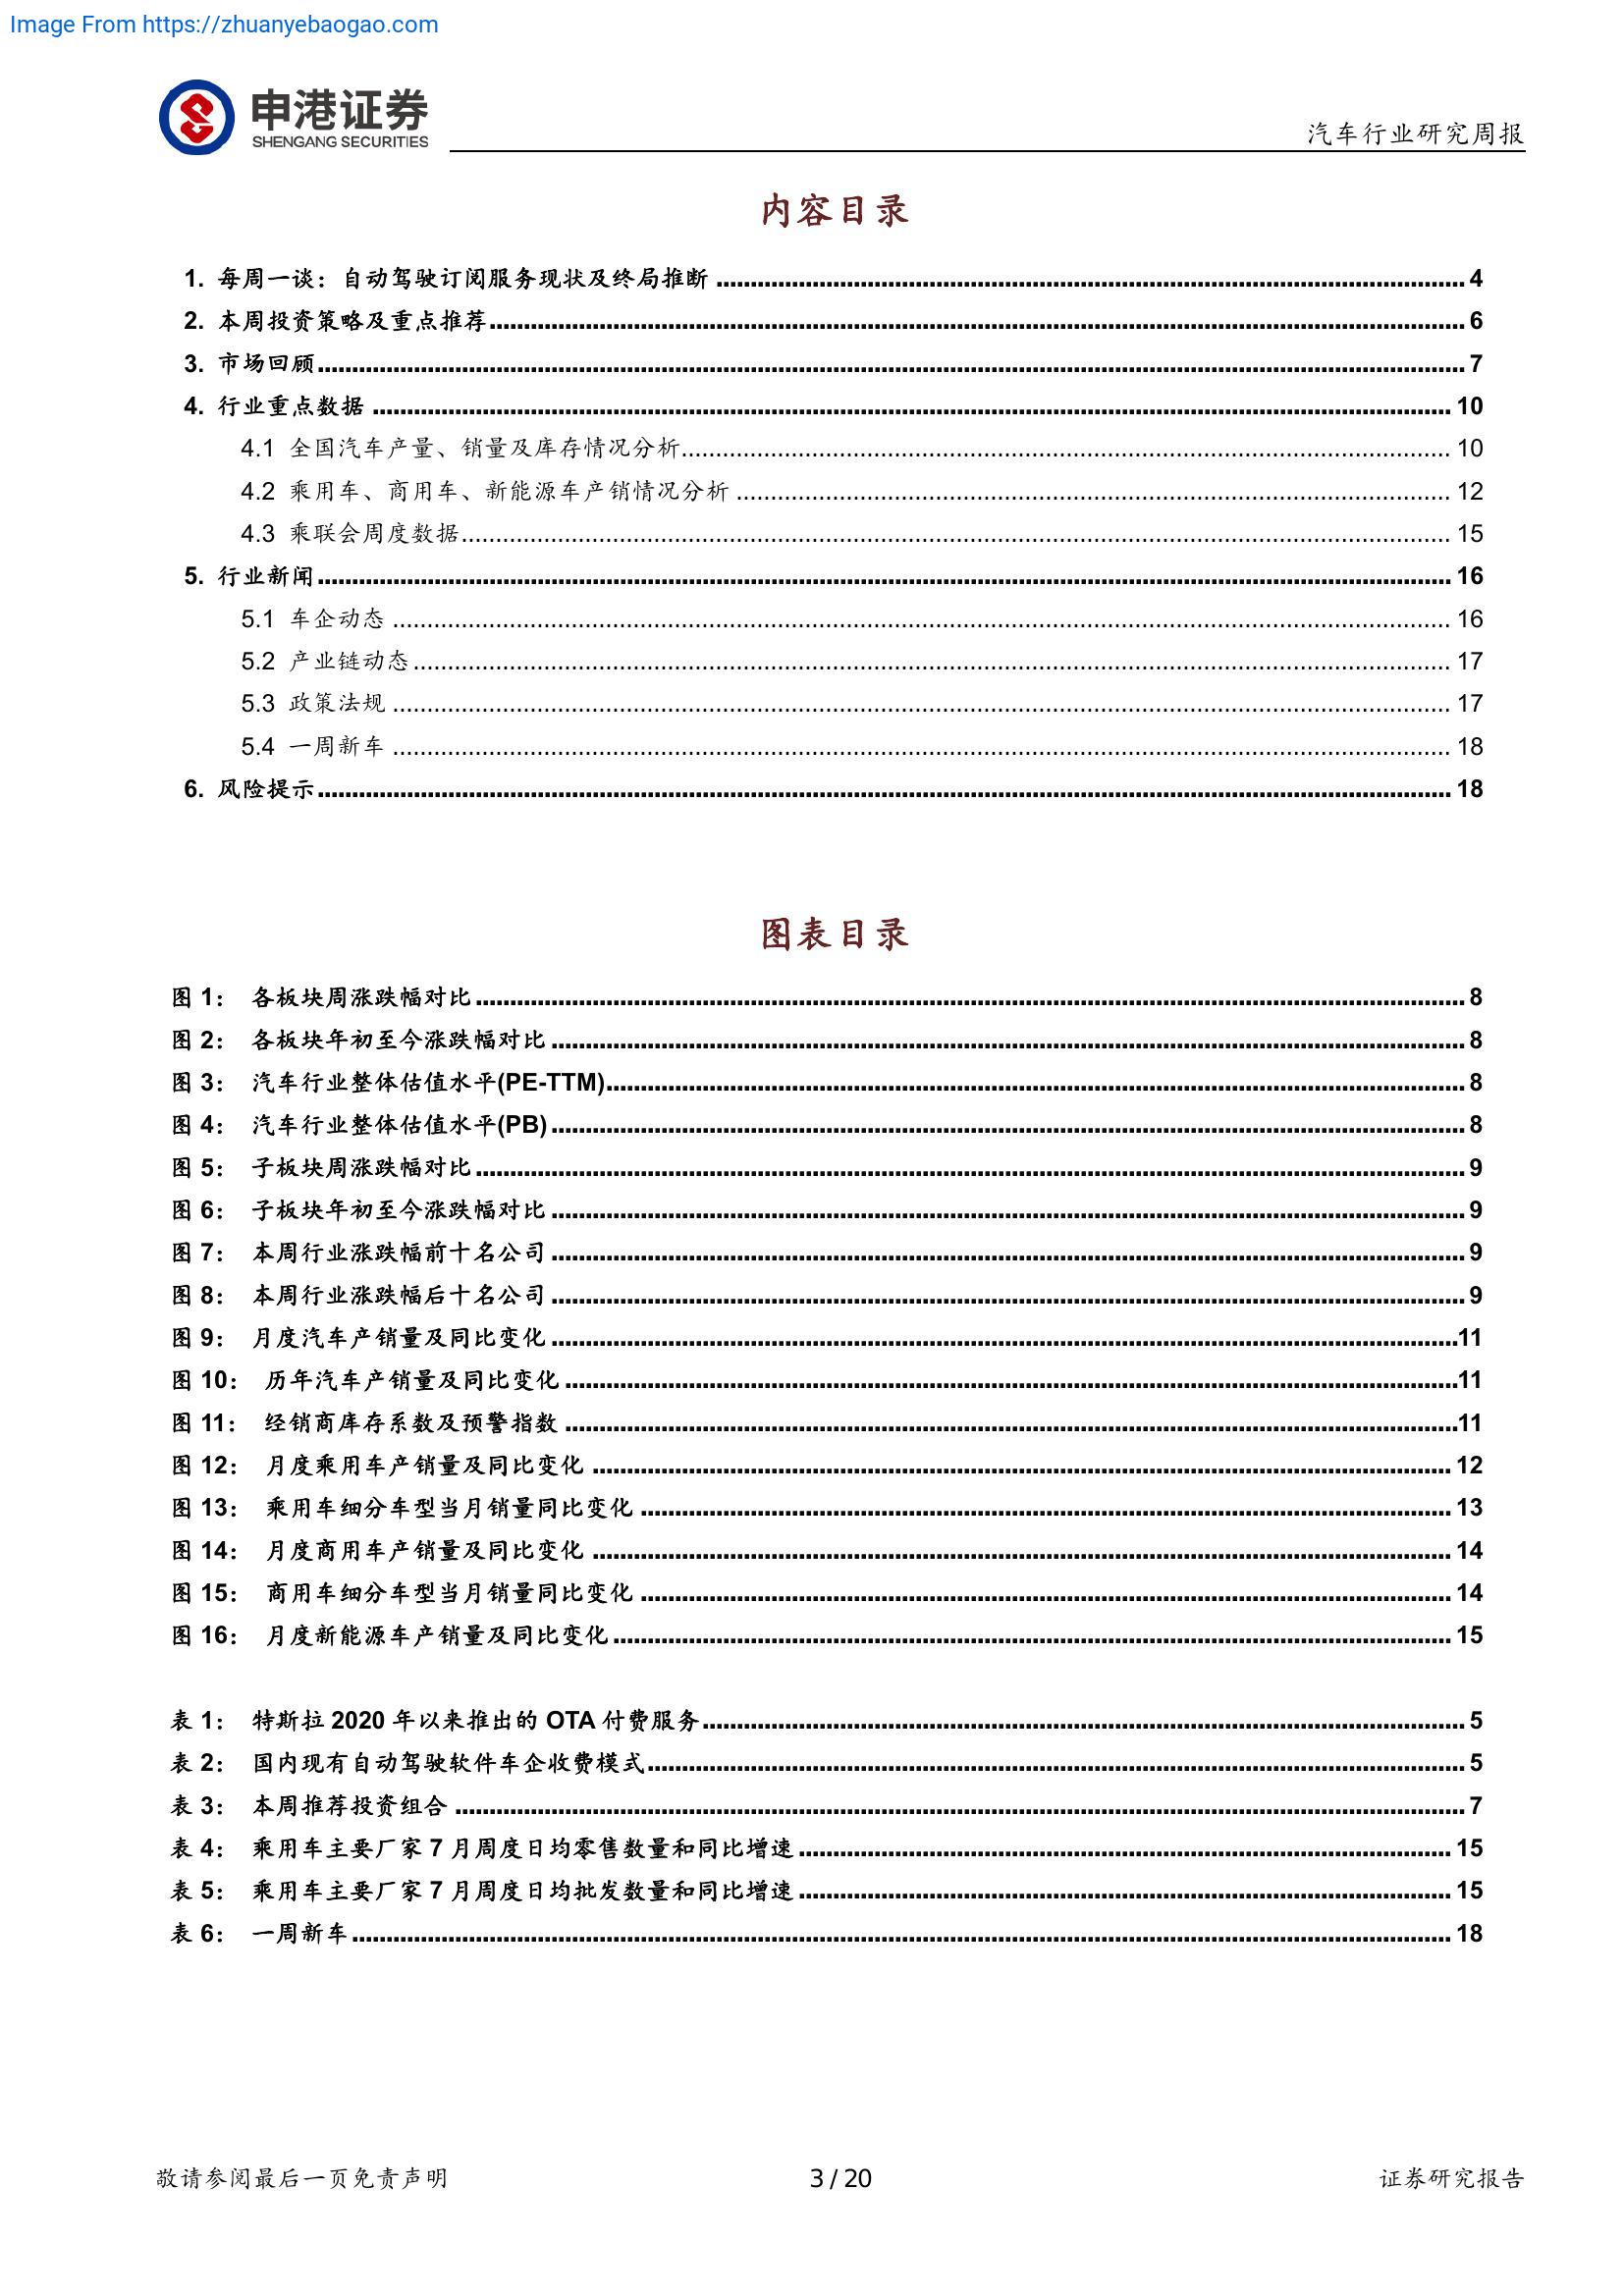 Image From https://zhuanyebaogao.com
申港证券
SHENGANG SECURITIES
汽车行业研究周报
内容目录
1. 每周一谈：自动驾驶订阅服务现状及终局推断 ........ 4
2. 本周投资策略及重点推荐 ........ 6
3. 市场回顾 ........ 7
4. 行业重点数据 ........ 10
4.1 全国汽车产量、销量及库存情况分析 ........ 10
4.2 乘用车、商用车、新能源车产销情况分析 ........ 12
4.3 乘联会周度数据 ........ 15
5. 行业新闻 ........ 16
5.1 车企动态 ........ 16
5.2 产业链动态 ........ 17
5.3 政策法规 ........ 17
5.4 一周新车 ........ 18
6. 风险提示 ........ 18
图表目录
图 1： 各板块周涨跌幅对比 ........ 8
图 2： 各板块年初至今涨跌幅对比 ........ 8
图 3： 汽车行业整体估值水平(PE-TTM) ........ 8
图 4： 汽车行业整体估值水平(PB) ........ 8
图 5： 子板块周涨跌幅对比 ........ 9
图 6： 子板块年初至今涨跌幅对比 ........ 9
图 7： 本周行业涨跌幅前十名公司 ........ 9
图 8： 本周行业涨跌幅后十名公司 ........ 9
图 9： 月度汽车产销量及同比变化 ........ 11
图 10： 历年汽车产销量及同比变化 ........ 11
图 11： 经销商库存系数及预警指数 ........ 11
图 12： 月度乘用车产销量及同比变化 ........ 12
图 13： 乘用车细分车型当月销量同比变化 ........ 13
图 14： 月度商用车产销量及同比变化 ........ 14
图 15： 商用车细分车型当月销量同比变化 ........ 14
图 16： 月度新能源车产销量及同比变化 ........ 15
表 1： 特斯拉 2020 年以来推出的 OTA 付费服务 ........ 5
表 2： 国内现有自动驾驶软件车企收费模式 ........ 5
表 3： 本周推荐投资组合 ........ 7
表 4： 乘用车主要厂家 7 月周度日均零售数量和同比增速 ........ 15
表 5： 乘用车主要厂家 7 月周度日均批发数量和同比增速 ........ 15
表 6： 一周新车 ........ 18
敬请参阅最后一页免责声明
3 / 20
证券研究报告